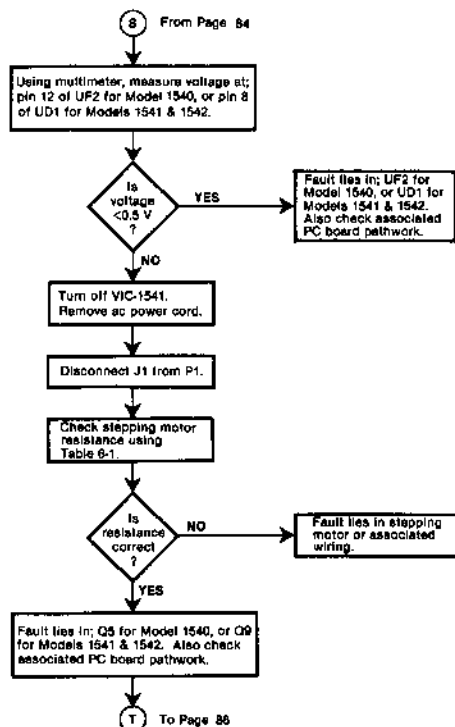 8 From Page 84
Using multimeter, measure voltage at;
pin 12 of UF2 for Model 1540, or pin 8
of UD1 for Models 1541 & 1542.
Is
voltage
<0.5 V
?
YES
Fault lies in; UF2 for
Model 1540, or UD1 for
Models 1541 & 1542.
Also check associated
PC board pathwork.
NO
Turn off VIC-1541.
Remove ac power cord.
Disconnect J1 from P1.
Check stepping motor
resistance using
Table 6-1.
Is
resistance
correct
?
NO
Fault lies in stepping
motor or associated
wiring.
YES
Fault lies in; Q5 for Model 1540, or Q9
for Models 1541 & 1542. Also check
associated PC board pathwork.
T To Page 86